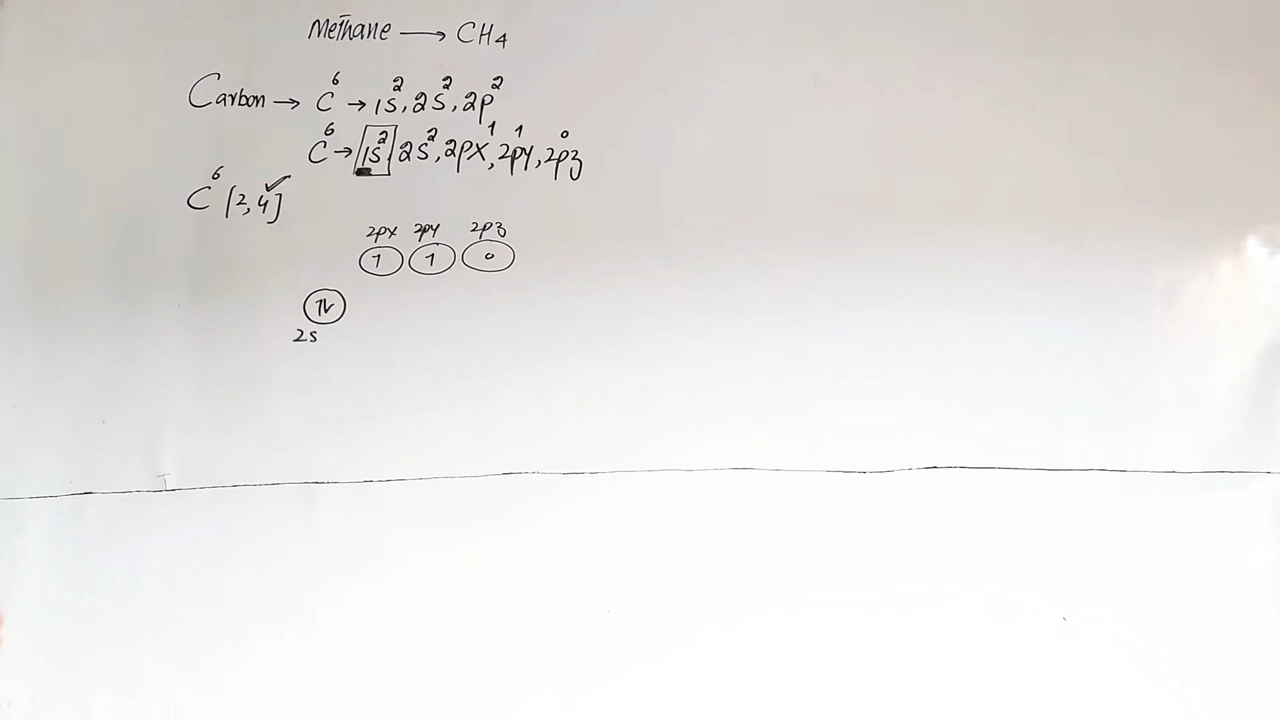 Methane → CH4
Carbon → C⁶ → 1S², 2S², 2P²
C⁶ → 1S² 2S², 2PX¹, 2PY¹, 2P𝔷⁰
C⁶ [2,4] ✓
2PX 2PY 2P𝔷
1 1 0
1L
2S